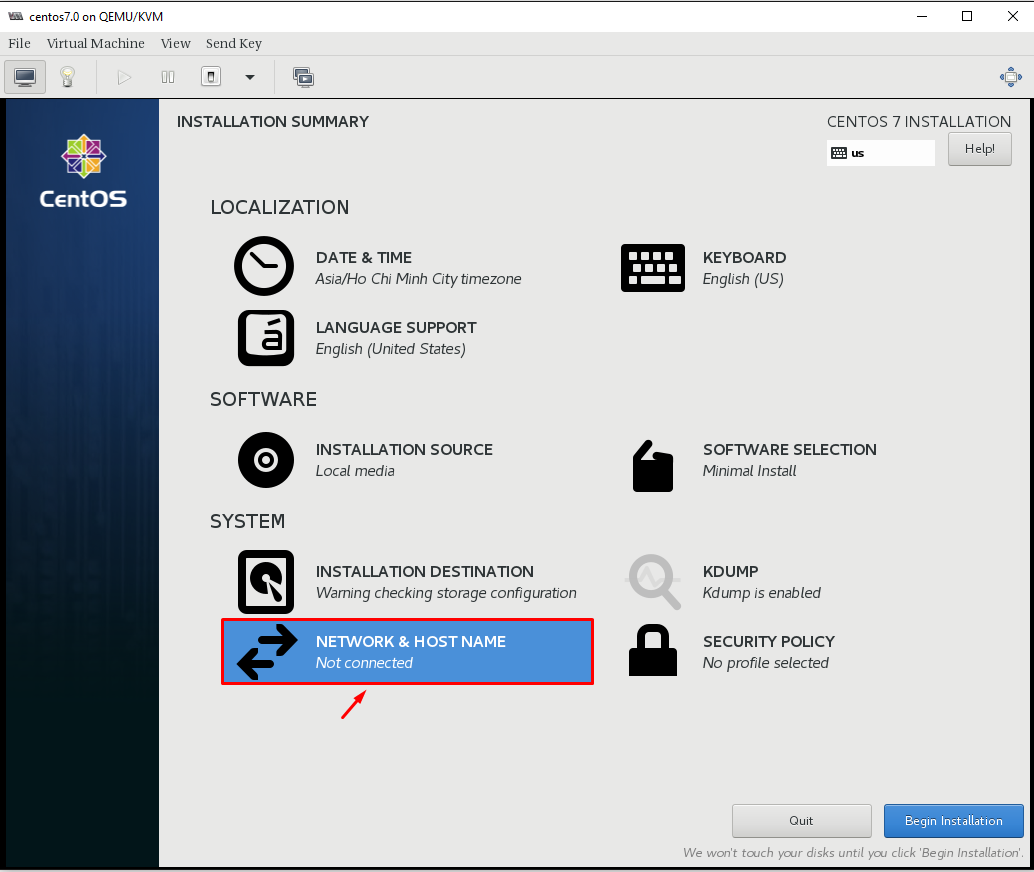 centos7.0 on QEMU/KVM
File Virtual Machine View Send Key
INSTALLATION SUMMARY
CENTOS 7 INSTALLATION
us
Help!
CentOS
LOCALIZATION
DATE & TIME
Asia/Ho Chi Minh City timezone
KEYBOARD
English (US)
á
LANGUAGE SUPPORT
English (United States)
SOFTWARE
INSTALLATION SOURCE
Local media
SOFTWARE SELECTION
Minimal Install
SYSTEM
INSTALLATION DESTINATION
Warning checking storage configuration
KDUMP
Kdump is enabled
NETWORK & HOST NAME
Not connected
SECURITY POLICY
No profile selected
Quit
Begin Installation
We won't touch your disks until you click 'Begin Installation'.